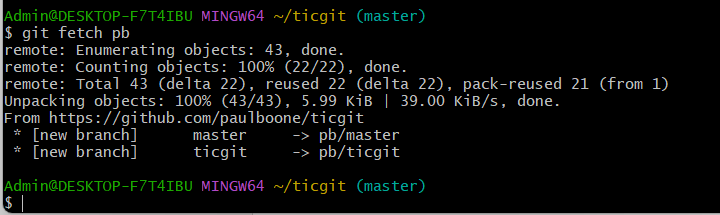 Admin@DESKTOP-F7T4IBU MINGW64 ~/ticgit (master)
$ git fetch pb
remote: Enumerating objects: 43, done.
remote: Counting objects: 100% (22/22), done.
remote: Total 43 (delta 22), reused 22 (delta 22), pack-reused 21 (from 1)
Unpacking objects: 100% (43/43), 5.99 KiB | 39.00 KiB/s, done.
From https://github.com/paulboone/ticgit
 * [new branch]      master     -> pb/master
 * [new branch]      ticgit     -> pb/ticgit

Admin@DESKTOP-F7T4IBU MINGW64 ~/ticgit (master)
$